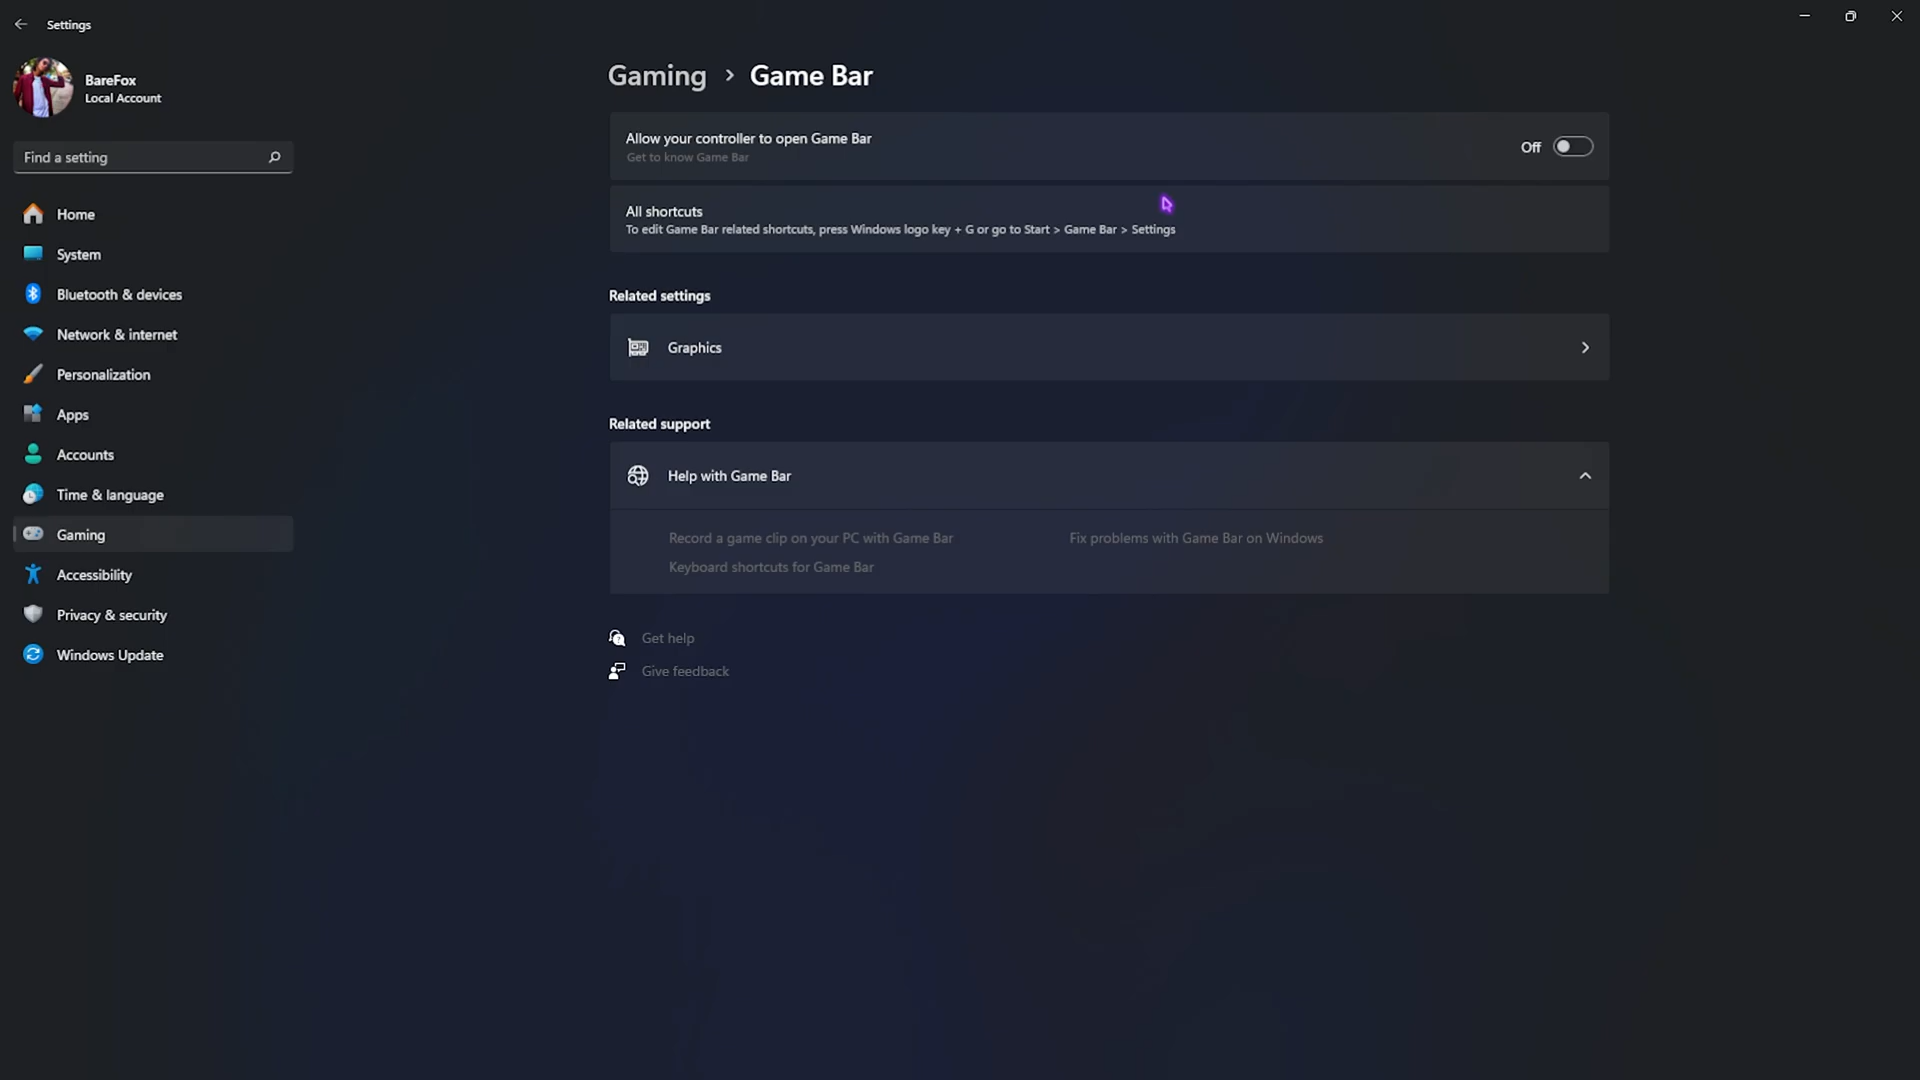 Settings
BareFox
Local Account
Find a setting
Home
System
Bluetooth & devices
Network & internet
Personalization
Apps
Accounts
Time & language
Gaming
Accessibility
Privacy & security
Windows Update
Gaming > Game Bar
Allow your controller to open Game Bar
Get to know Game Bar
Off
All shortcuts
To edit Game Bar related shortcuts, press Windows logo key + G or go to Start > Game Bar > Settings
Related settings
Graphics
Related support
Help with Game Bar
Record a game clip on your PC with Game Bar
Fix problems with Game Bar on Windows
Keyboard shortcuts for Game Bar
Get help
Give feedback